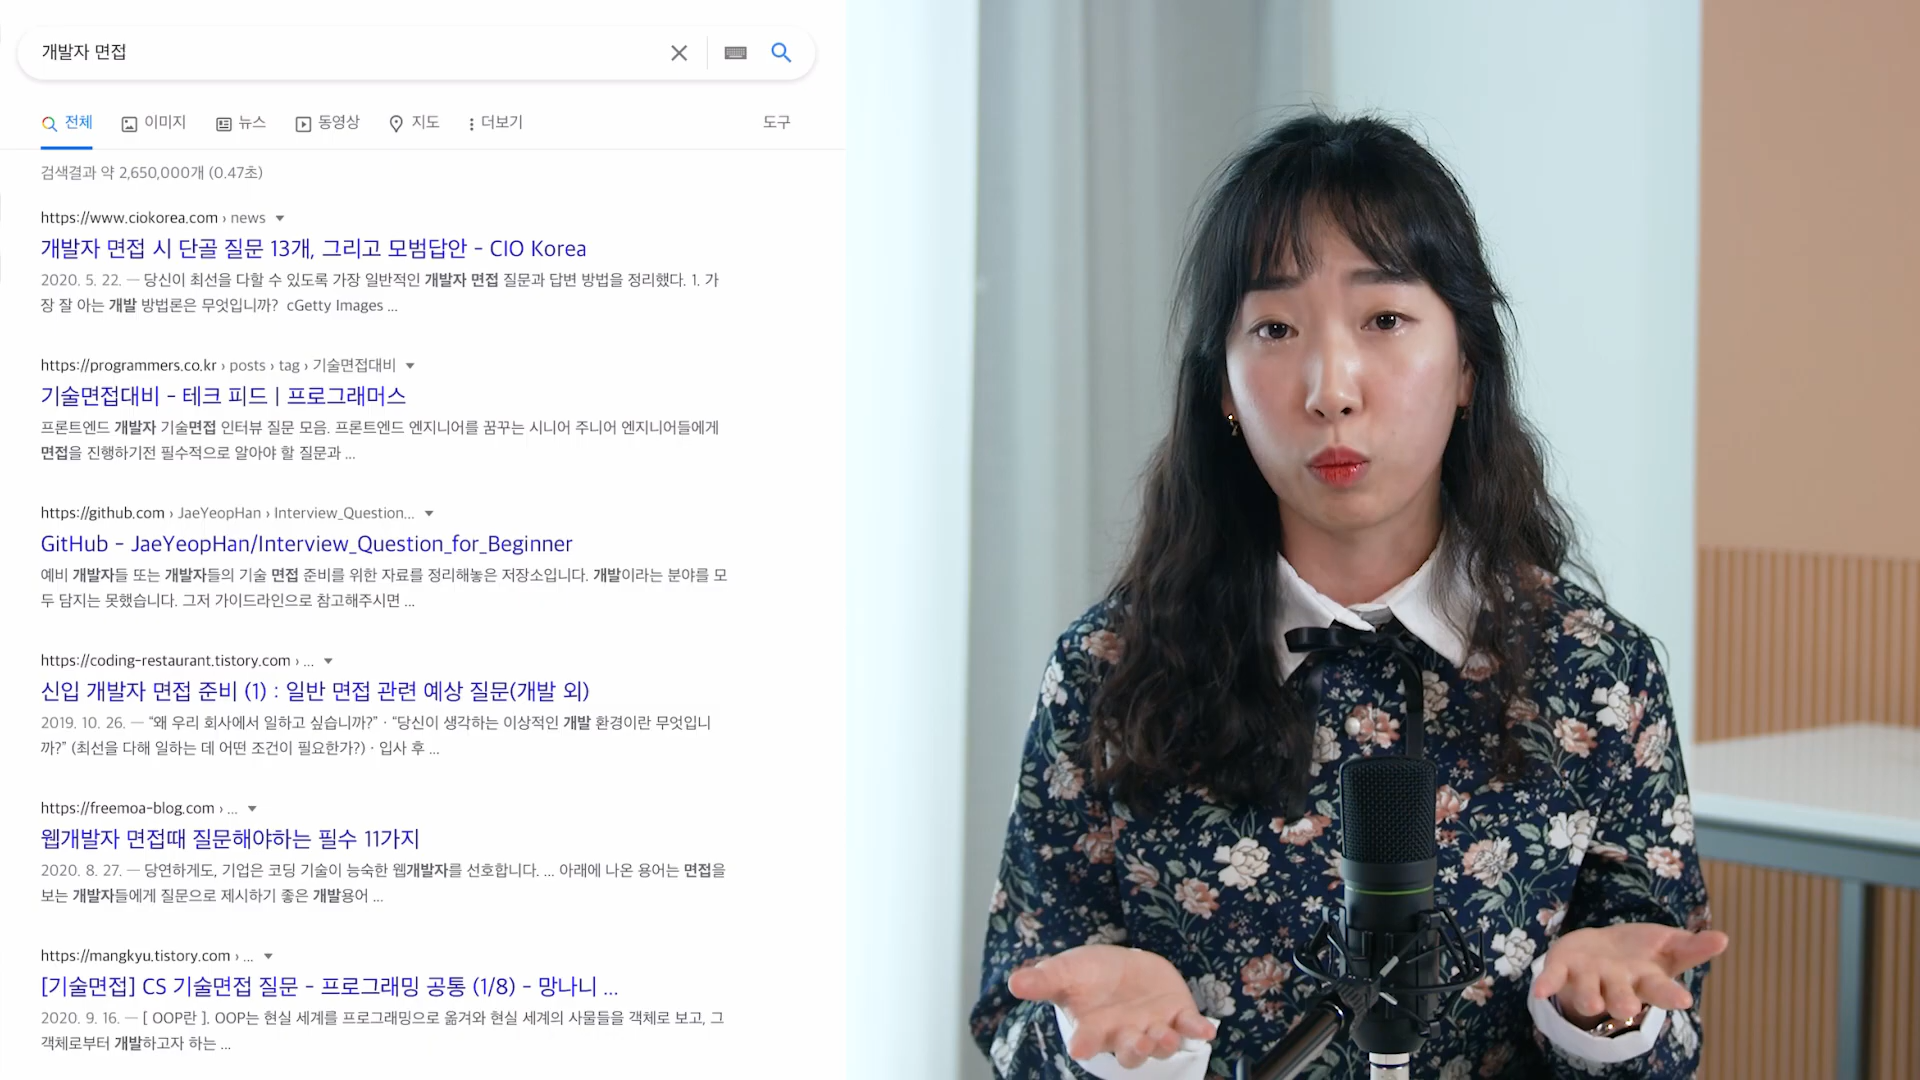 개발자 면접
전체 이미지 뉴스 동영상 지도 더보기 도구
검색결과 약 2,650,000개 (0.47초)
https://www.ciokorea.com › news
개발자 면접 시 단골 질문 13개, 그리고 모범답안 - CIO Korea
2020. 5. 22. — 당신이 최선을 다할 수 있도록 가장 일반적인 개발자 면접 질문과 답변 방법을 정리했다. 1. 가
장 잘 아는 개발 방법론은 무엇입니까? cGetty Images ...
https://programmers.co.kr › posts › tag › 기술면접대비
기술면접대비 - 테크 피드 | 프로그래머스
프론트엔드 개발자 기술면접 인터뷰 질문 모음. 프론트엔드 엔지니어를 꿈꾸는 시니어 주니어 엔지니어들에게
면접을 진행하기전 필수적으로 알아야 할 질문과 ...
https://github.com › JaeYeopHan › Interview_Question...
GitHub - JaeYeopHan/Interview_Question_for_Beginner
예비 개발자들 또는 개발자들의 기술 면접 준비를 위한 자료를 정리해놓은 저장소입니다. 개발이라는 분야를 모
두 담지는 못했습니다. 그저 가이드라인으로 참고해주시면 ...
https://coding-restaurant.tistory.com › ...
신입 개발자 면접 준비 (1) : 일반 면접 관련 예상 질문(개발 외)
2019. 10. 26. — “왜 우리 회사에서 일하고 싶습니까?” · “당신이 생각하는 이상적인 개발 환경이란 무엇입니
까?” (최선을 다해 일하는 데 어떤 조건이 필요한가?) · 입사 후 ...
https://freemoa-blog.com › ...
웹개발자 면접때 질문해야하는 필수 11가지
2020. 8. 27. — 당연하게도, 기업은 코딩 기술이 능숙한 웹개발자를 선호합니다. ... 아래에 나온 용어는 면접을
보는 개발자들에게 질문으로 제시하기 좋은 개발용어 ...
https://mangkyu.tistory.com › ...
[기술면접] CS 기술면접 질문 - 프로그래밍 공통 (1/8) - 망나니 ...
2020. 9. 16. — [ OOP란 ]. OOP는 현실 세계를 프로그래밍으로 옮겨와 현실 세계의 사물들을 객체로 보고, 그
객체로부터 개발하고자 하는 ...